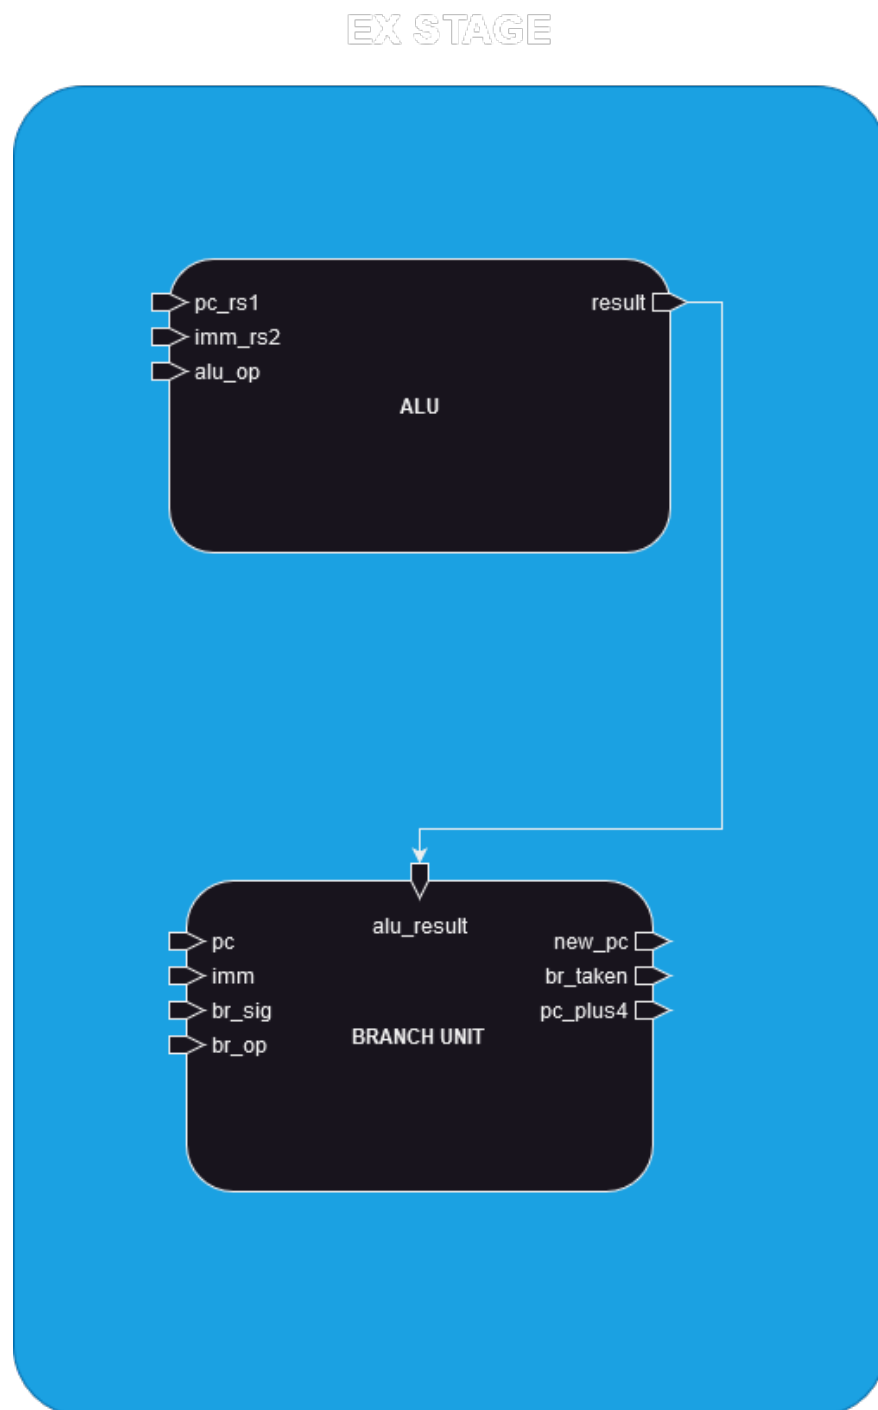 EX STAGE
pc_rs1
imm_rs2
alu_op
result
ALU
alu_result
pc
imm
br_sig
br_op
new_pc
br_taken
pc_plus4
BRANCH UNIT